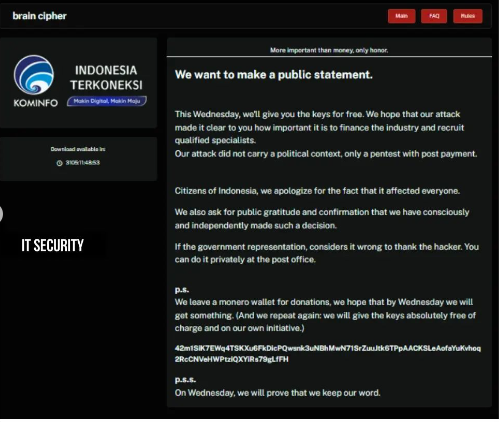 brain cipher
Main
FAQ
Rules
INDONESIA
TERKONEKSI
KOMINFO
Makin Digital, Makin Maju
Download available in:
IT SECURITY
More important than money, only honor.
We want to make a public statement.
This Wednesday, we'll give you the keys for free. We hope that our attack
made it clear to you how important it is to finance the industry and recruit
qualified specialists.
Our attack did not carry a political context, only a pentest with post payment.
Citizens of Indonesia, we apologize for the fact that it affected everyone.
We also ask for public gratitude and confirmation that we have consciously
and independently made such a decision.
If the government representation, considers it wrong to thank the hacker. You
can do it privately at the post office.
p.s.
We leave a monero wallet for donations, we hope that by Wednesday we will
get something. (And we repeat again: we will give the keys absolutely free of
charge and on our own initiative.)
p.s.s.
On Wednesday, we will prove that we keep our word.